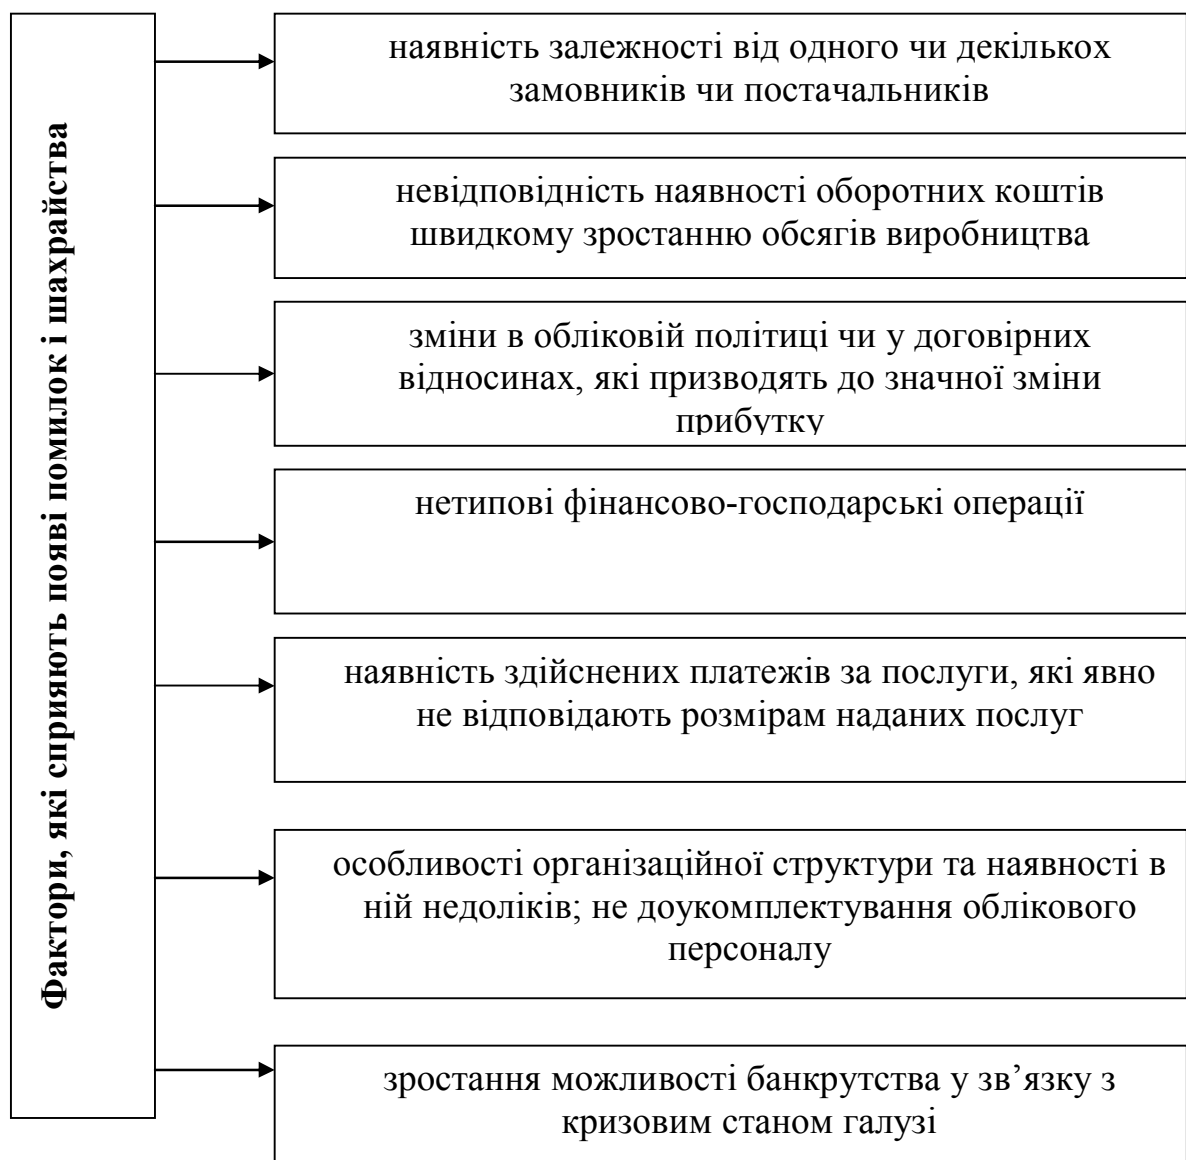 Фактори, які сприяють появі помилок і шахрайства
наявність залежності від одного чи декількох
замовників чи постачальників
невідповідність наявності оборотних коштів
швидкому зростанню обсягів виробництва
зміни в обліковій політиці чи у договірних
відносинах, які призводять до значної зміни
прибутку
нетипові фінансово-господарські операції
наявність здійснених платежів за послуги, які явно
не відповідають розмірам наданих послуг
особливості організаційної структури та наявності в
ній недоліків; не доукомплектування облікового
персоналу
зростання можливості банкрутства у зв’язку з
кризовим станом галузі